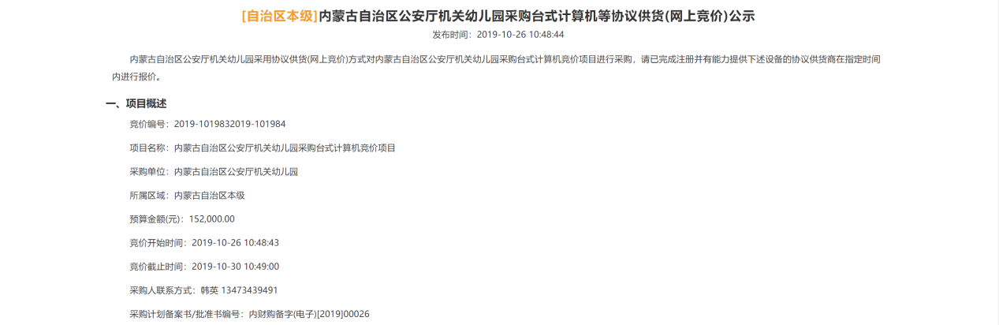 [自治区本级]内蒙古自治区公安厅机关幼儿园采购台式计算机等协议供货(网上竞价)公示
发布时间：2019-10-26 10:48:44
内蒙古自治区公安厅机关幼儿园采用协议供货(网上竞价)方式对内蒙古自治区公安厅机关幼儿园采购台式计算机竞价项目进行采购，请已完成注册并有能力提供下述设备的协议供货商在指定时间
内进行报价。
一、项目概述
竞价编号：2019-1019832019-101984
项目名称：内蒙古自治区公安厅机关幼儿园采购台式计算机竞价项目
采购单位：内蒙古自治区公安厅机关幼儿园
所属区域：内蒙古自治区本级
预算金额(元)：152,000.00
竞价开始时间：2019-10-26 10:48:43
竞价截止时间：2019-10-30 10:49:00
采购人联系方式：韩英 13473439491
采购计划备案书/批准书编号：内财购备字(电子)[2019]00026